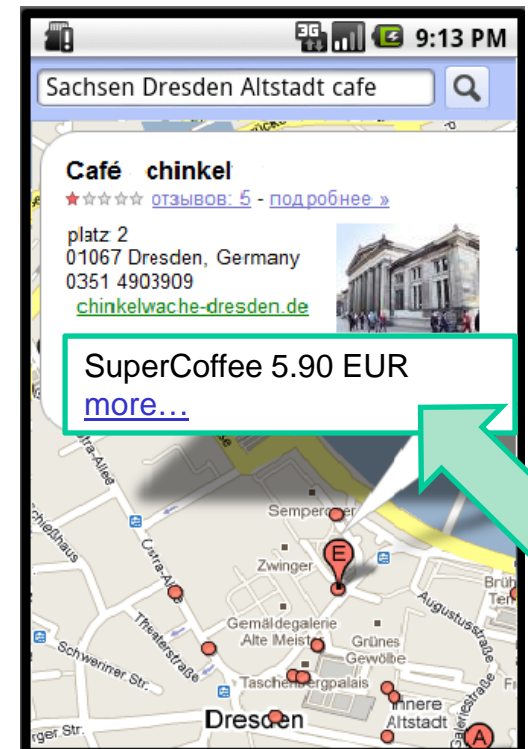 3G 9:13 PM
Sachsen Dresden Altstadt cafe
Café chinkel
отзывов: 5 - подробнее »
platz 2
01067 Dresden, Germany
0351 4903909
chinkelwache-dresden.de
SuperCoffee 5.90 EUR
more…
Ostra-Allee
Zwinger
E
Theaterstraße
Gemäldegalerie
Alte Meister
Grünes
Gewölbe
Augustusstraße
Schweriner Str.
Taschenbergpalais
Dresden
Innere
Altstadt
A